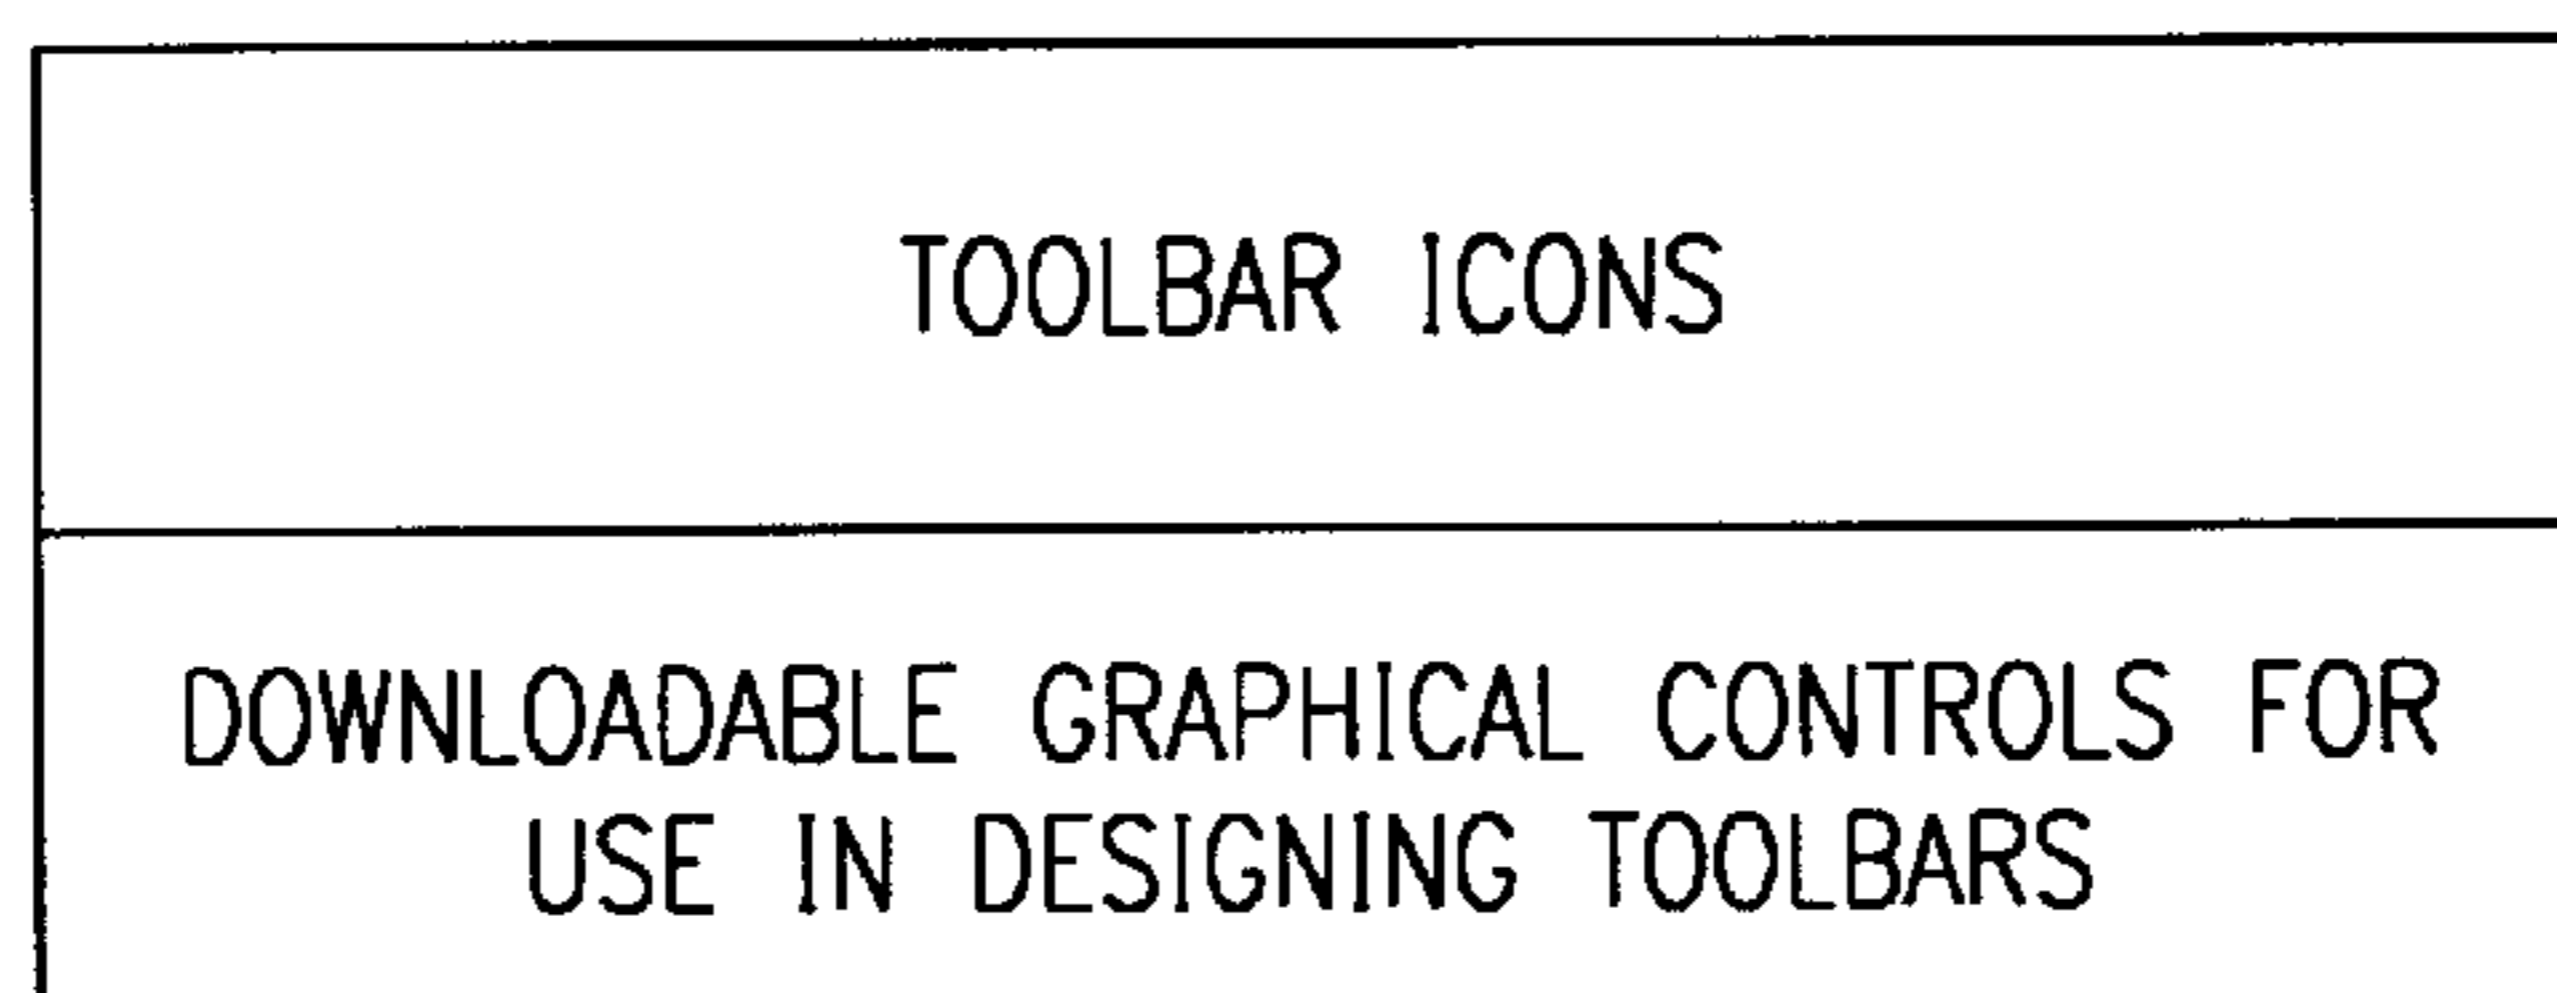 TOOLBAR ICONS
DOWNLOADABLE GRAPHICAL CONTROLS FOR
USE IN DESIGNING TOOLBARS